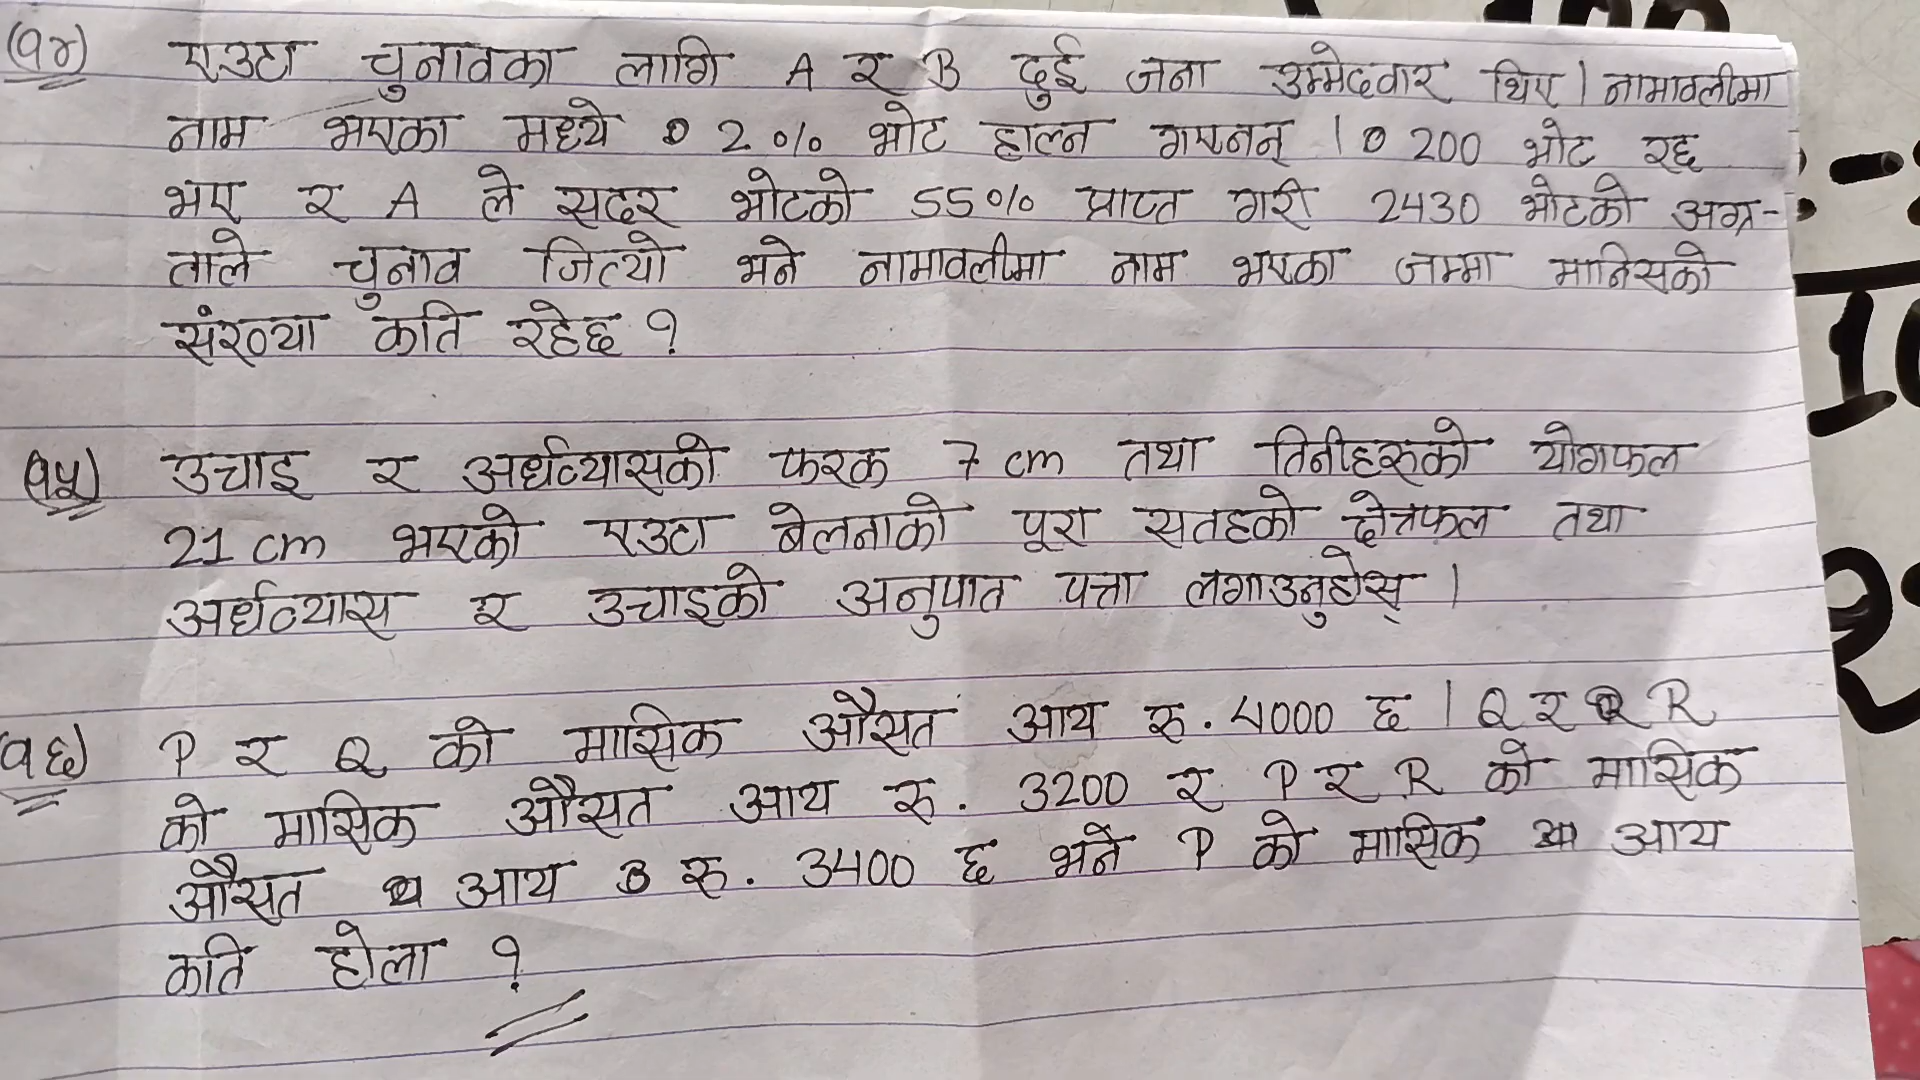 (१४) एउटा चुनावका लागि A र B दुई जना उम्मेदवार थिए । नामावलीमा
नाम भएका मध्ये 2% भोट हाल्न गएनन् । 200 भोट रद्द
भए र A ले सदर भोटको 55% प्राप्त गरी 2430 भोटको अग्र-
ताले चुनाव जित्यो भने नामावलीमा नाम भएका जम्मा मानिसको
संख्या कति रहेछ ?
(१५) उचाइ र अर्धव्यासको फरक 7 cm तथा तिनीहरुको योगफल
21 cm भएको एउटा बेलनाको पूरा सतहको क्षेत्रफल तथा
अर्धव्यास र उचाइको अनुपात पत्ता लगाउनुहोस् ।
(१६) P र Q को मासिक औसत आय रु. 4000 छ । Q र R
को मासिक औसत आय रु. 3200 र P र R को मासिक
औसत आय रु. 3400 छ भने P को मासिक आय
कति होला ?